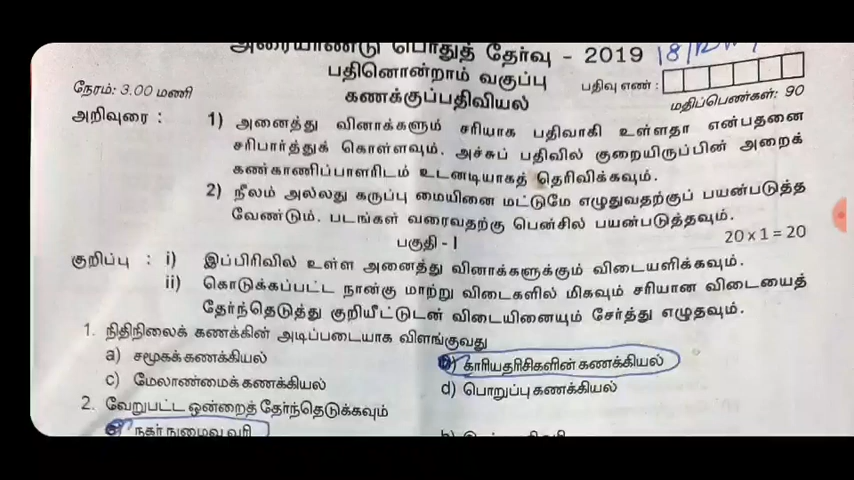 அரையாண்டு பொதுத் தேர்வு - 2019 18/12/19
பதினொன்றாம் வகுப்பு
நேரம்: 3.00 மணி பதிவு எண் :
கணக்குப்பதிவியல்
மதிப்பெண்கள்: 90
அறிவுரை : 1) அனைத்து வினாக்களும் சரியாக பதிவாகி உள்ளதா என்பதனை
சரிபார்த்துக் கொள்ளவும். அச்சுப் பதிவில் குறையிருப்பின் அறைக்
கண்காணிப்பாளரிடம் உடனடியாகத் தெரிவிக்கவும்.
2) நீலம் அல்லது கருப்பு மையினை மட்டுமே எழுதுவதற்குப் பயன்படுத்த
வேண்டும். படங்கள் வரைவதற்கு பென்சில் பயன்படுத்தவும்.
பகுதி - I 20 x 1 = 20
குறிப்பு : i) இப்பிரிவில் உள்ள அனைத்து வினாக்களுக்கும் விடையளிக்கவும்.
ii) கொடுக்கப்பட்ட நான்கு மாற்று விடைகளில் மிகவும் சரியான விடையைத்
தேர்ந்தெடுத்து குறியீட்டுடன் விடையினையும் சேர்த்து எழுதவும்.
1. நிதிநிலைக் கணக்கின் அடிப்படையாக விளங்குவது
a) சமூகக்கணக்கியல் b) காரியதரிசிகளின் கணக்கியல்
c) மேலாண்மைக் கணக்கியல் d) பொறுப்பு கணக்கியல்
2. வேறுபட்ட ஒன்றைத் தேர்ந்தெடுக்கவும்
நகர் நுழைவு வரி